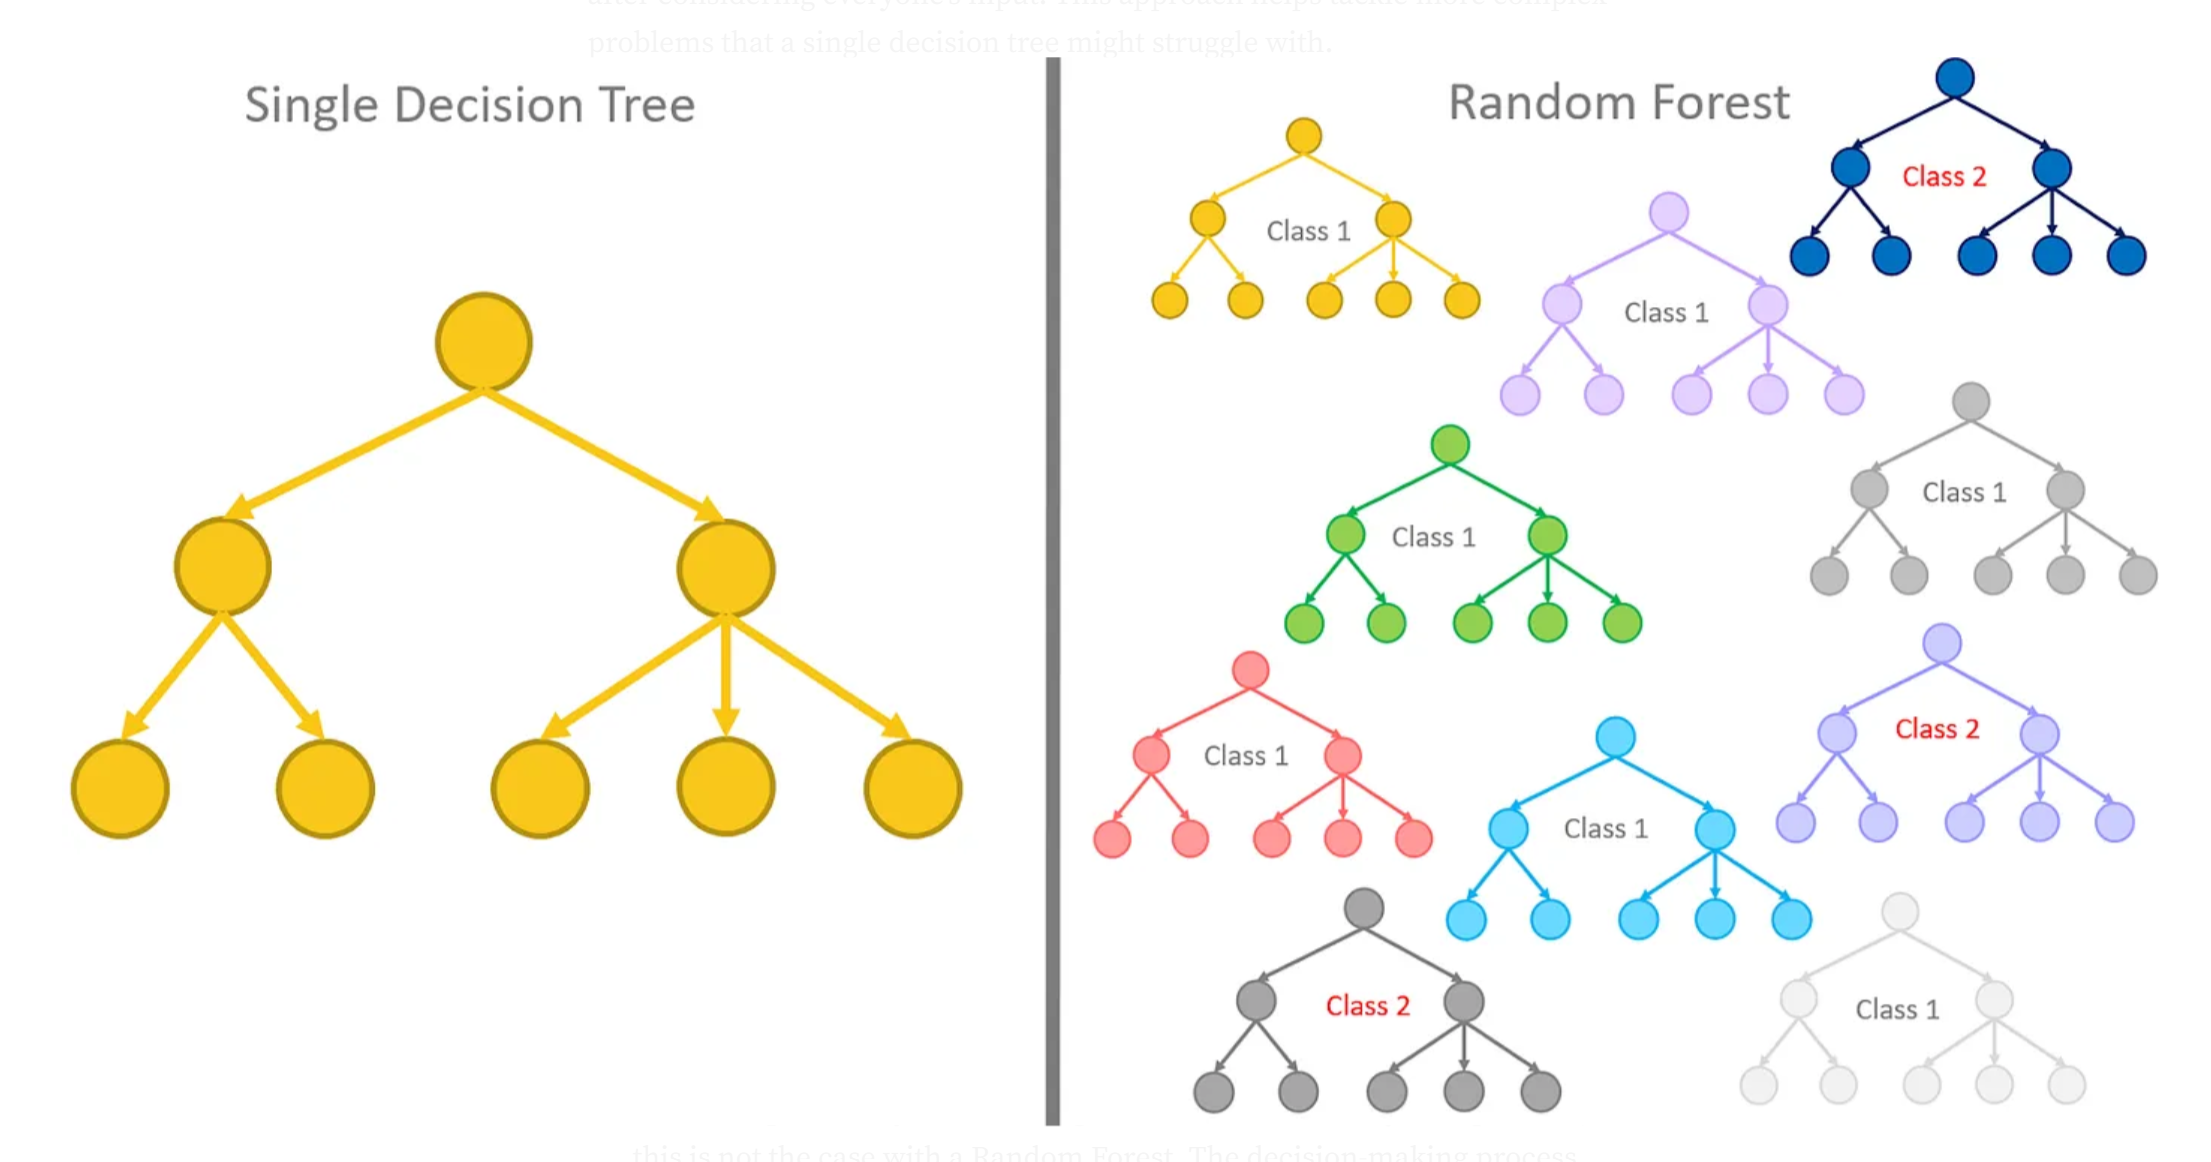 after considering everyone's input. This approach helps tackle more complex
problems that a single decision tree might struggle with.
Single Decision Tree
Random Forest
Class 2
Class 1
Class 1
Class 1
Class 1
Class 2
Class 1
Class 1
Class 2
Class 1
this is not the case with a Random Forest. The decision-making process